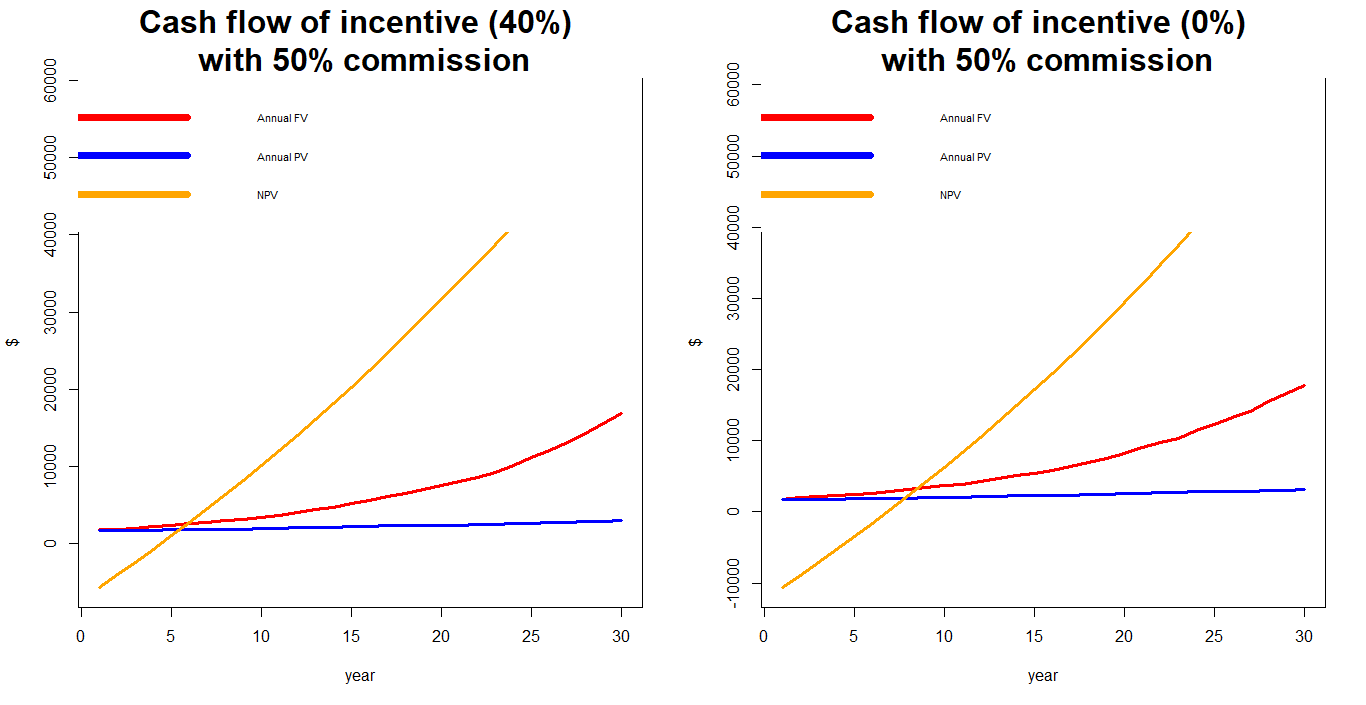 Cash flow of incentive (40%)
with 50% commission
60000
50000
40000
30000
20000
10000
0
$
Annual FV
Annual PV
NPV
0 5 10 15 20 25 30
year
Cash flow of incentive (0%)
with 50% commission
60000
50000
40000
30000
20000
10000
0
-10000
$
Annual FV
Annual PV
NPV
0 5 10 15 20 25 30
year